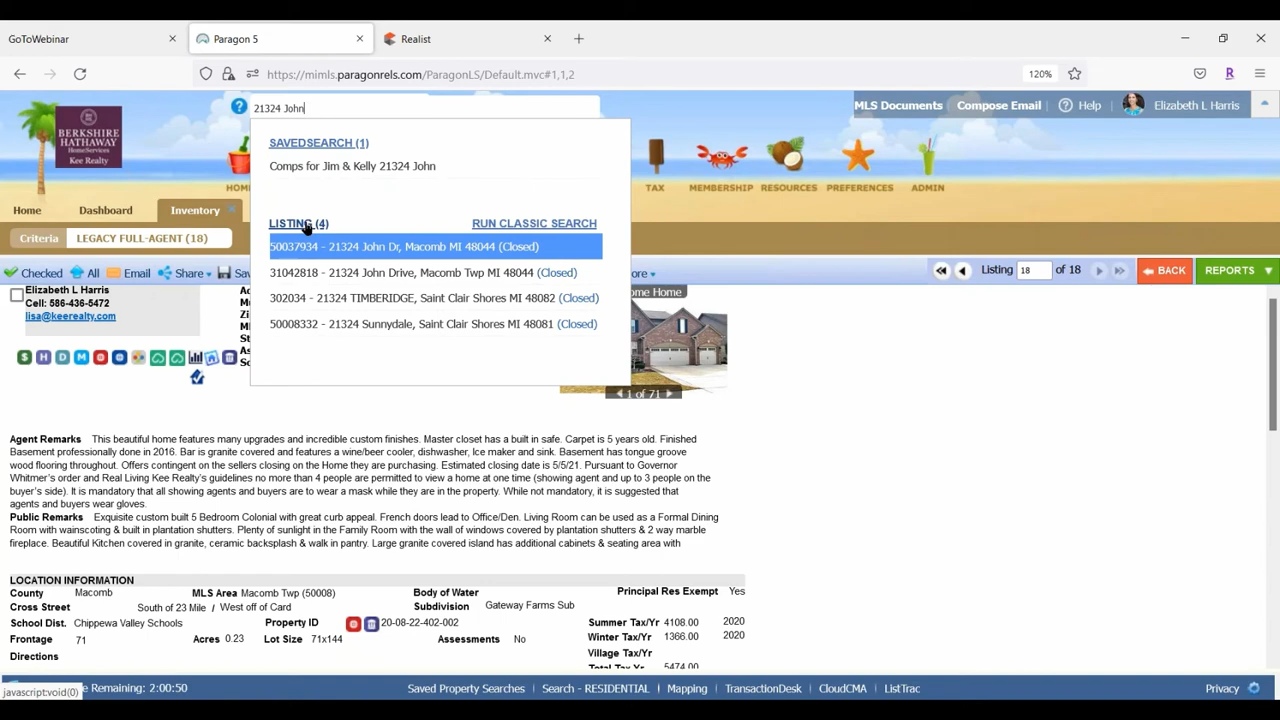 GoToWebinar
Paragon 5
Realist
https://mimls.paragonrels.com/ParagonLS/Default.mvc#1,1,2
120%
BERKSHIRE
HATHAWAY
HomeServices
Kee Realty
21324 John
MLS Documents
Compose Email
Help
Elizabeth L Harris
SAVEDSEARCH (1)
Comps for Jim & Kelly 21324 John
LISTING (4)
RUN CLASSIC SEARCH
50037934 - 21324 John Dr, Macomb MI 48044 (Closed)
31042818 - 21324 John Drive, Macomb Twp MI 48044 (Closed)
302034 - 21324 TIMBERIDGE, Saint Clair Shores MI 48082 (Closed)
50008332 - 21324 Sunnydale, Saint Clair Shores MI 48081 (Closed)
TAX
MEMBERSHIP
RESOURCES
PREFERENCES
ADMIN
Home
Dashboard
Inventory
Criteria
LEGACY FULL-AGENT (18)
Checked
All
Email
Share
Listing
18
of 18
BACK
REPORTS
Elizabeth L Harris
Cell: 586-436-5472
lisa@keerealty.com
1 of 71
Agent Remarks This beautiful home features many upgrades and incredible custom finishes. Master closet has a built in safe. Carpet is 5 years old. Finished
Basement professionally done in 2016. Bar is granite covered and features a wine/beer cooler, dishwasher, Ice maker and sink. Basement has tongue groove
wood flooring throughout. Offers contingent on the sellers closing on the Home they are purchasing. Estimated closing date is 5/5/21. Pursuant to Governor
Whitmer's order and Real Living Kee Realty's guidelines no more than 4 people are permitted to view a home at one time (showing agent and up to 3 people on the
buyer's side). It is mandatory that all showing agents and buyers are to wear a mask while they are in the property. While not mandatory, it is suggested that
agents and buyers wear gloves.
Public Remarks Exquisite custom built 5 Bedroom Colonial with great curb appeal. French doors lead to Office/Den. Living Room can be used as a Formal Dining
Room with wainscoting & built in plantation shutters. Plenty of sunlight in the Family Room with the wall of windows covered by plantation shutters & 2 way marble
fireplace. Beautiful Kitchen covered in granite, ceramic backsplash & walk in pantry. Large granite covered island has additional cabinets & seating area with
LOCATION INFORMATION
County Macomb MLS Area Macomb Twp (50008) Body of Water Principal Res Exempt Yes
Cross Street South of 23 Mile / West off of Card Subdivision Gateway Farms Sub
School Dist. Chippewa Valley Schools Property ID 20-08-22-402-002 Summer Tax/Yr 4108.00 2020
Frontage 71 Acres 0.23 Lot Size 71x144 Assessments No Winter Tax/Yr 1366.00 2020
Directions Village Tax/Yr
Total Tax/Yr 5474.00
javascript:void(0)
Remaining: 2:00:50
Saved Property Searches
Search - RESIDENTIAL
Mapping
TransactionDesk
CloudCMA
ListTrac
Privacy